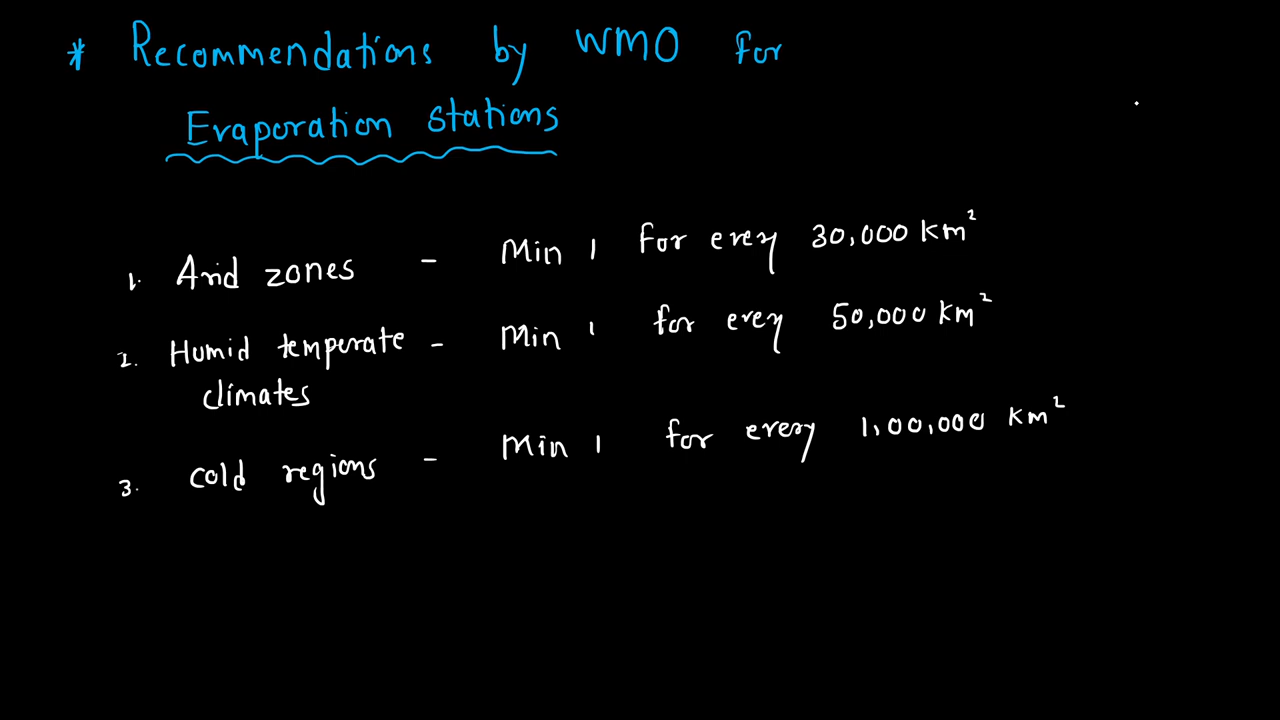 * Recommendations by WMO for
Evaporation stations
1. Arid zones - Min 1 for every 30,000 km²
2. Humid temperate - Min 1 for every 50,000 km²
climates
3. cold regions - Min 1 for every 1,00,000 km²